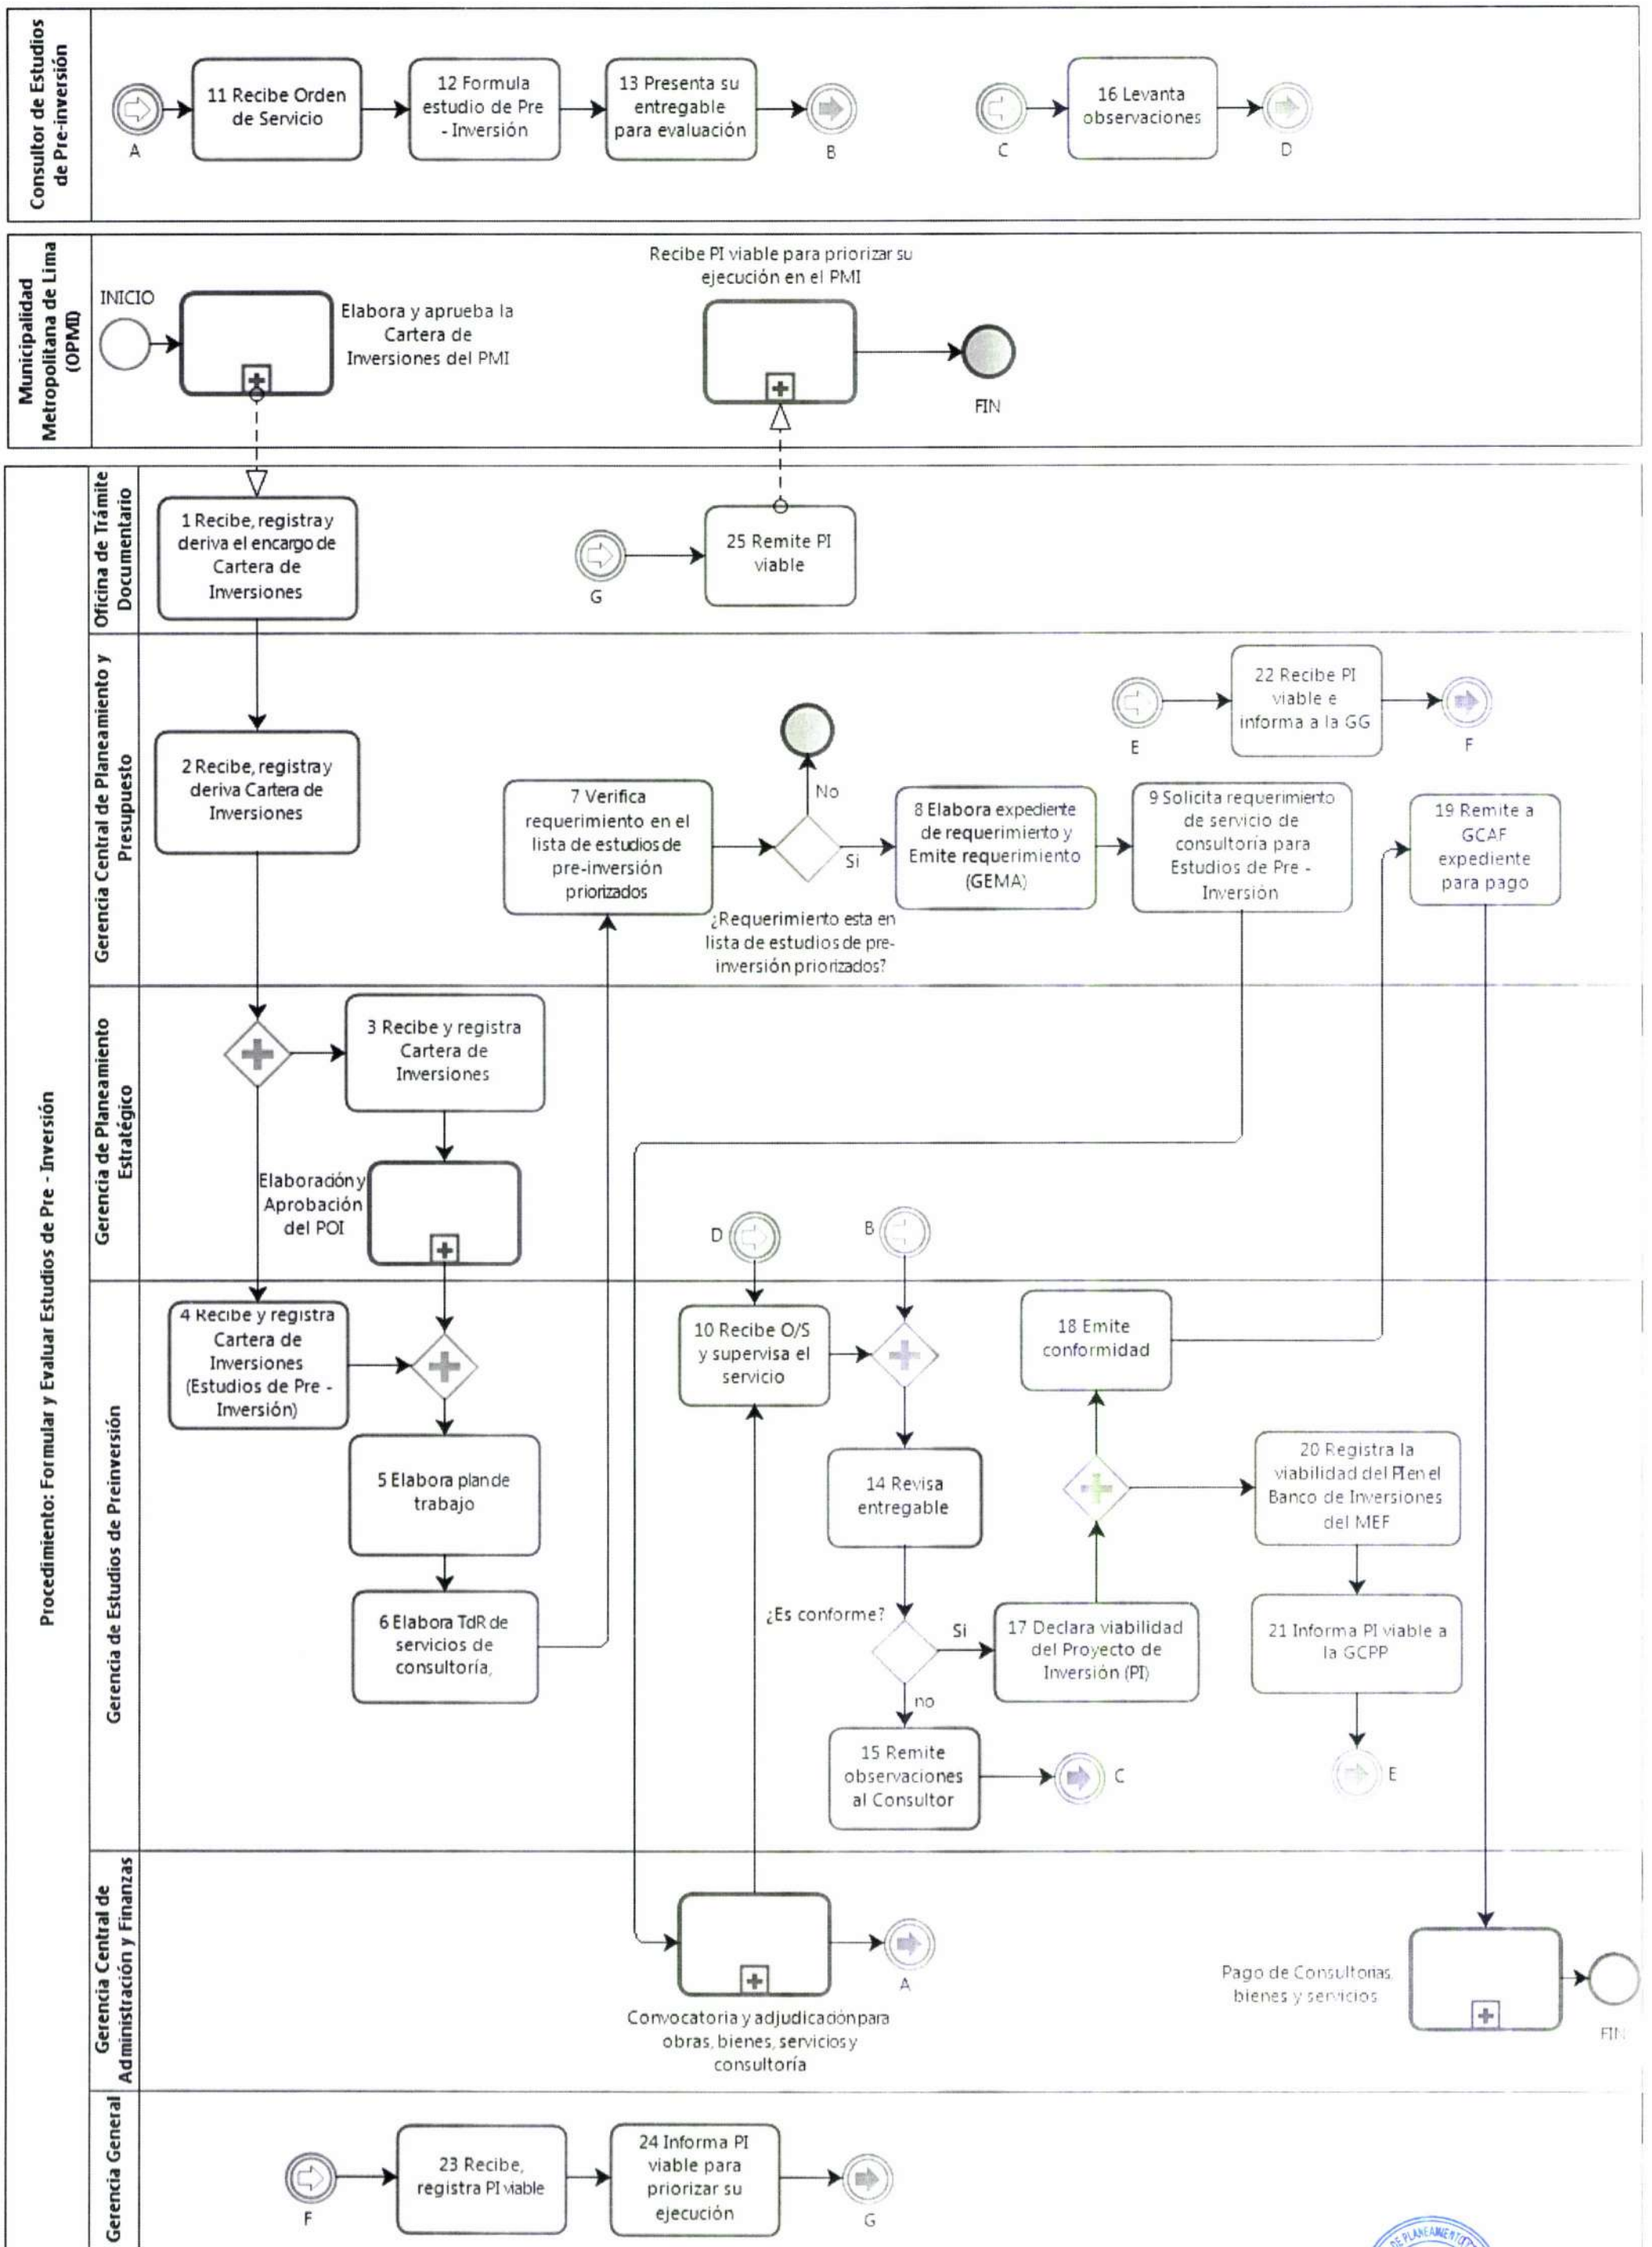 Consultor de Estudios
de Pre-inversión
11 Recibe Orden
de Servicio
12 Formula
estudio de Pre
- Inversión
13 Presenta su
entregable
para evaluación
16 Levanta
observaciones
A
B
C
D
Municipalidad
Metropolitana de Lima
(OPMI)
INICIO
Elabora y aprueba la
Cartera de
Inversiones del PMI
Recibe PI viable para priorizar su
ejecución en el PMI
FIN
Procedimiento: Formular y Evaluar Estudios de Pre - Inversión
Oficina de Trámite
Documentario
1 Recibe, registra y
deriva el encargo de
Cartera de
Inversiones
G
25 Remite PI
viable
Gerencia Central de Planeamiento y
Presupuesto
2 Recibe, registra y
deriva Cartera de
Inversiones
7 Verifica
requerimiento en el
lista de estudios de
pre-inversión
priorizados
No
Si
¿Requerimiento esta en
lista de estudios de pre-
inversión priorizados?
8 Elabora expediente
de requerimiento y
Emite requerimiento
(GEMA)
9 Solicita requerimiento
de servicio de
consultoría para
Estudios de Pre -
Inversión
E
22 Recibe PI
viable e
informa a la GG
F
19 Remite a
GCAF
expediente
para pago
Gerencia de Planeamiento
Estratégico
3 Recibe y registra
Cartera de
Inversiones
Elaboración y
Aprobación
del POI
D
B
Gerencia de Estudios de Preinversión
4 Recibe y registra
Cartera de
Inversiones
(Estudios de Pre -
Inversión)
5 Elabora plan de
trabajo
6 Elabora TdR de
servicios de
consultoría,
10 Recibe O/S
y supervisa el
servicio
14 Revisa
entregable
¿Es conforme?
Si
no
15 Remite
observaciones
al Consultor
C
17 Declara viabilidad
del Proyecto de
Inversión (PI)
18 Emite
conformidad
20 Registra la
viabilidad del PI en el
Banco de Inversiones
del MEF
21 Informa PI viable a
la GCPP
E
Gerencia Central de
Administración y Finanzas
Convocatoria y adjudicación para
obras, bienes, servicios y
consultoría
A
Pago de Consultorias,
bienes y servicios
FIN
Gerencia General
F
23 Recibe,
registra PI viable
24 Informa PI
viable para
priorizar su
ejecución
G
DE PLANEAMIENTO